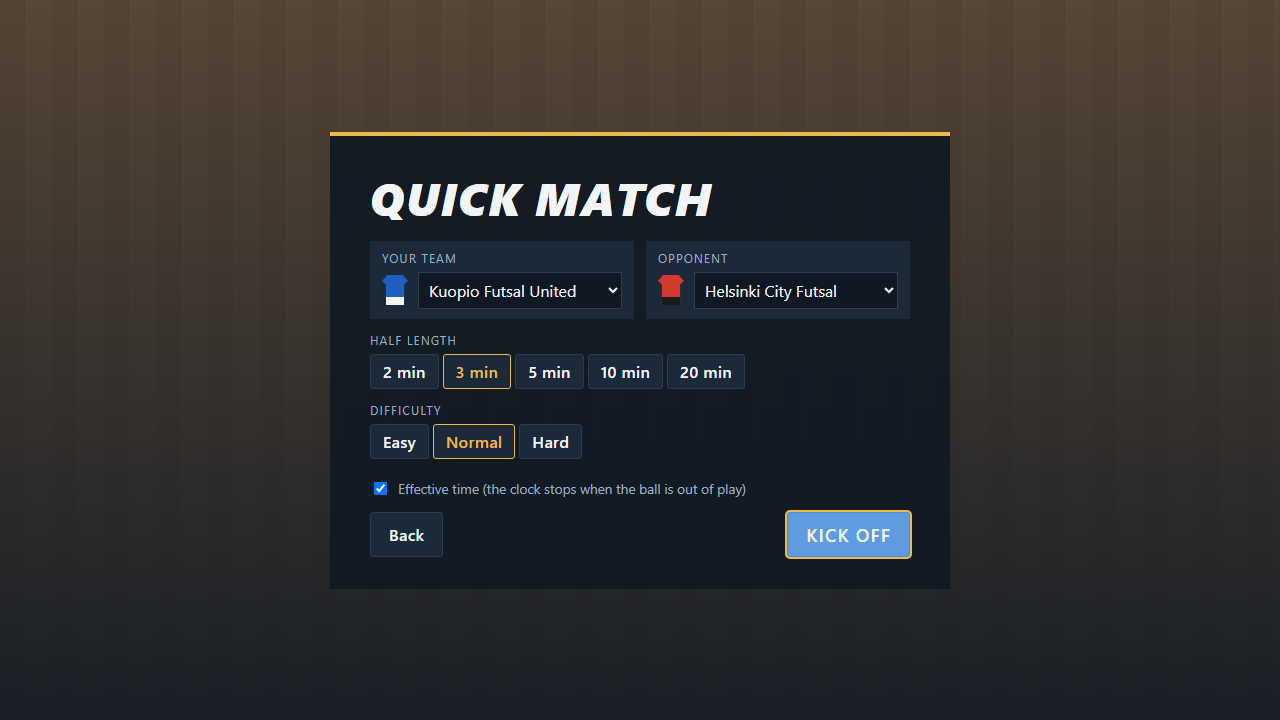 QUICK MATCH
YOUR TEAM
Kuopio Futsal United
OPPONENT
Helsinki City Futsal
HALF LENGTH
2 min 3 min 5 min 10 min 20 min
DIFFICULTY
Easy Normal Hard
Effective time (the clock stops when the ball is out of play)
Back KICK OFF